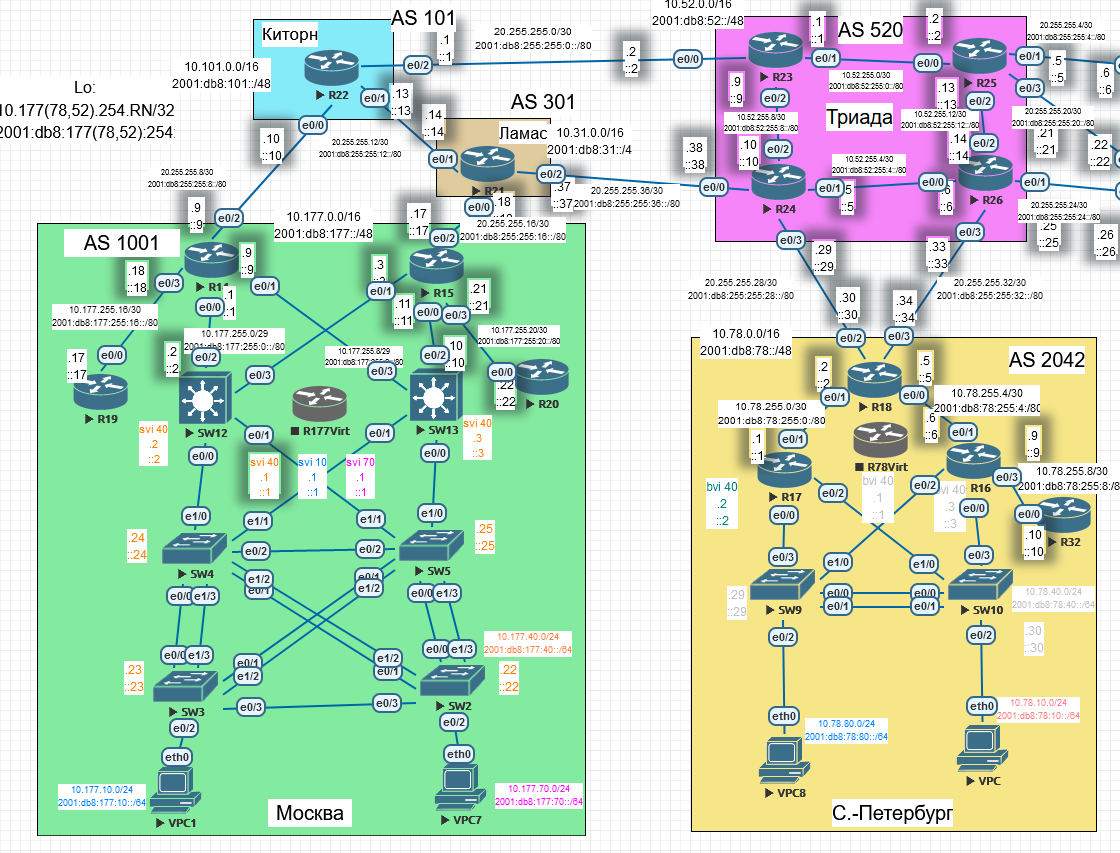 AS 101
Киторн
20.255.255.0/30
2001:db8:255:255:0::/80
.1
::1
e0/2
R22
10.101.0.0/16
2001:db8:101::/48
Lo:
10.177(78,52).254.RN/32
2001:db8:177(78,52):254:
e0/1
.13
::13
e0/0
.10
::10
20.255.255.12/30
2001:db8:255:255:12::/80
20.255.255.8/30
2001:db8:255:255:8::/80
AS 301
Ламас
10.31.0.0/16
2001:db8:31::/4
.14
::14
e0/1
e0/2
.37
::37
20.255.255.36/30
2001:db8:255:255:36::/80
R21
e0/0
.18
10.52.0.0/16
2001:db8:52::/48
.2
::2
e0/0
AS 520
Триада
.1
::1
R23
e0/1
.2
::2
e0/0
R25
20.255.255.4/30
2001:db8:255:255:4::/80
e0/1
.5
::5
.6
::6
e0/3
10.52.255.0/30
2001:db8:52:255:0::/80
.9
::9
e0/2
10.52.255.8/30
2001:db8:52:255:8::/80
.10
::10
e0/2
.13
::13
e0/2
10.52.255.12/30
2001:db8:52:255:12::/80
.14
::14
e0/2
20.255.255.20/30
2001:db8:255:255:20::/80
.21
::21
.22
::22
.38
::38
e0/0
R24
e0/1
.5
::5
10.52.255.4/30
2001:db8:52:255:4::/80
e0/0
.6
::6
R26
e0/1
20.255.255.24/30
2001:db8:255:255:24::/80
.25
::25
.26
::26
e0/3
.29
::29
e0/3
.33
::33
20.255.255.28/30
2001:db8:255:255:28::/80
20.255.255.32/30
2001:db8:255:255:32::/80
.30
::30
.34
::34
AS 1001
10.177.0.0/16
2001:db8:177::/48
.9
::9
e0/2
.17
::17
e0/2
20.255.255.16/30
2001:db8:255:255:16::/80
R14
.18
::18
e0/3
.9
::9
e0/1
e0/0
.1
::1
.3
e0/1
R15
.11
::11
e0/0
e0/3
.21
::21
10.177.255.16/30
2001:db8:177:255:16::/80
10.177.255.0/29
2001:db8:177:255:0::/80
10.177.255.8/29
2001:db8:177:255:8::/80
10.177.255.20/30
2001:db8:177:255:20::/80
e0/0
.17
::17
R19
.2
::2
e0/2
e0/3
SW12
e0/3
e0/2
.10
::10
SW13
e0/0
.22
::22
R20
R177Virt
svi 40
.2
::2
e0/0
e0/1
svi 40
.1
::1
svi 10
.1
::1
svi 70
.1
::1
e0/1
e0/0
svi 40
.3
::3
e1/0
e1/1
.24
::24
SW4
e0/2
e1/2
e0/1
e0/0
e1/3
e1/1
e1/0
.25
::25
SW5
e0/2
e0/1
e1/2
e0/0
e1/3
e0/0
e1/3
.23
::23
SW3
e0/1
e1/2
e0/3
e0/2
e0/0
e1/3
10.177.40.0/24
2001:db8:177:40::/64
.22
::22
SW2
e1/2
e0/1
e0/3
e0/2
eth0
10.177.10.0/24
2001:db8:177:10::/64
VPC1
eth0
10.177.70.0/24
2001:db8:177:70::/64
VPC7
Москва
10.78.0.0/16
2001:db8:78::/48
AS 2042
e0/2
e0/3
R18
.2
::2
e0/1
.5
::5
e0/0
10.78.255.0/30
2001:db8:78:255:0::/80
10.78.255.4/30
2001:db8:78:255:4::/80
.1
::1
e0/1
R17
R78Virt
.6
::6
e0/1
R16
.9
::9
e0/3
10.78.255.8/30
2001:db8:78:255:8::/8
bvi 40
.2
::2
e0/2
e0/0
bvi 40
.1
::1
e0/2
bvi 40
.3
::3
e0/0
e0/0
.10
::10
R32
e0/3
e1/0
.29
::29
SW9
e0/0
e0/1
e0/2
e0/3
e1/0
e0/0
e0/1
SW10
10.78.40.0/24
2001:db8:78:40::/64
e0/2
.30
::30
eth0
10.78.80.0/24
2001:db8:78:80::/64
VPC8
eth0
10.78.10.0/24
2001:db8:78:10::/64
VPC
С.-Петербург